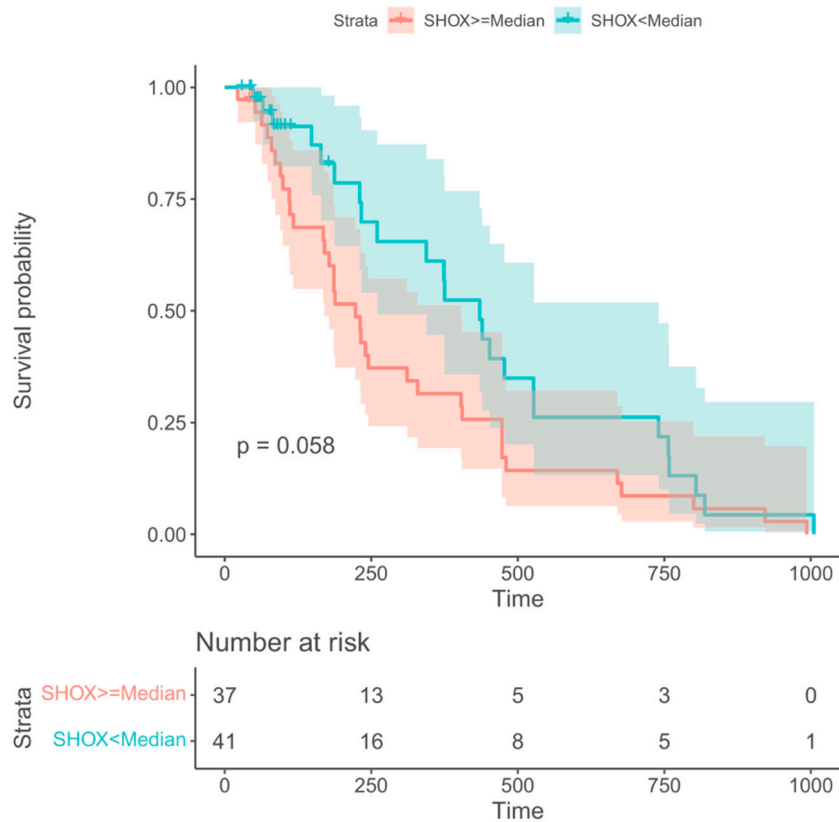 Strata SHOX>=Median SHOX<Median
1.00
0.75
Survival probability
0.50
0.25
p = 0.058
0.00
0 250 500 750 1000
Time
Number at risk
Strata
SHOX>=Median 37 13 5 3 0
SHOX<Median 41 16 8 5 1
0 250 500 750 1000
Time